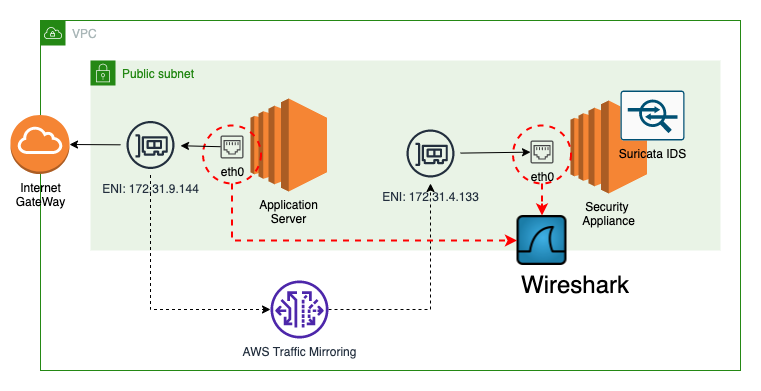 VPC
Public subnet
Suricata IDS
eth0
eth0
ENI: 172.31.9.144
ENI: 172.31.4.133
Internet
GateWay
Application
Server
Security
Appliance
Wireshark
AWS Traffic Mirroring